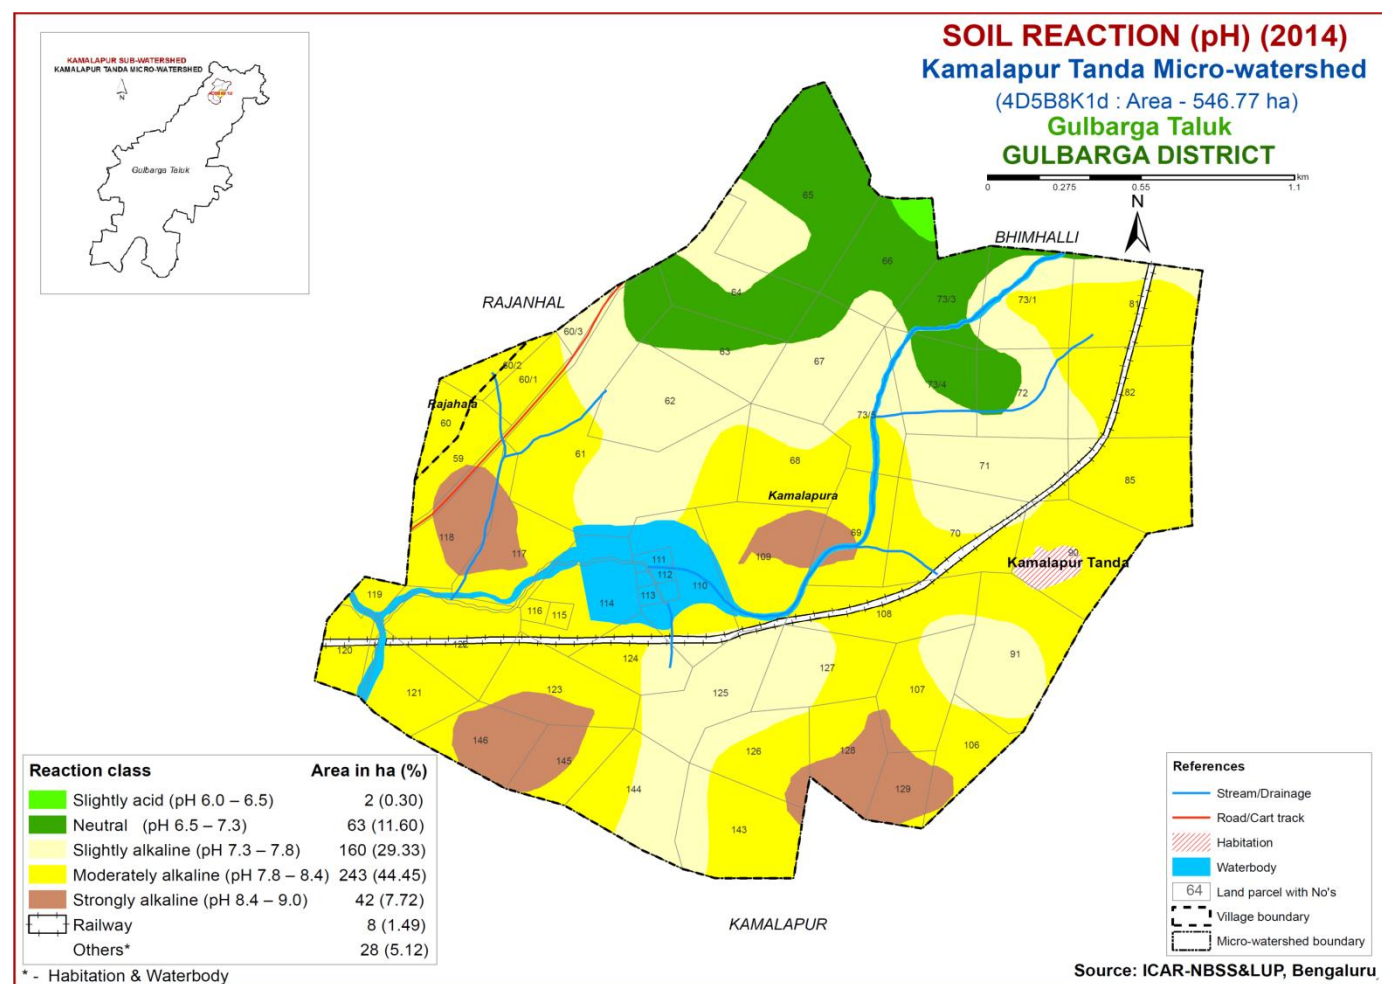 SOIL REACTION (pH) (2014)
Kamalapur Tanda Micro-watershed
(4D5B8K1d : Area - 546.77 ha)
Gulbarga Taluk
GULBARGA DISTRICT
km
0 0.275 0.55 1.1
N
KAMALAPUR SUB-WATERSHED
KAMALAPUR TANDA MICRO-WATERSHED
N
Gulbarga Taluk
BHIMHALLI
RAJANHAL
65
66
64
73/3
73/1
81
60/3
63
67
60/2
60/1
73/4
72
82
Rajahala
62
60
73/5
59
61
68
71
85
Kamalapura
118
117
109
69
70
90
Kamalapur Tanda
111
112
110
113
114
119
116
115
108
120
122
124
127
91
121
123
125
107
146
145
126
128
106
144
129
143
KAMALAPUR
Reaction class Area in ha (%)
Slightly acid (pH 6.0 – 6.5) 2 (0.30)
Neutral (pH 6.5 – 7.3) 63 (11.60)
Slightly alkaline (pH 7.3 – 7.8) 160 (29.33)
Moderately alkaline (pH 7.8 – 8.4) 243 (44.45)
Strongly alkaline (pH 8.4 – 9.0) 42 (7.72)
Railway 8 (1.49)
Others* 28 (5.12)
* - Habitation & Waterbody
References
Stream/Drainage
Road/Cart track
Habitation
Waterbody
64 Land parcel with No's
Village boundary
Micro-watershed boundary
Source: ICAR-NBSS&LUP, Bengaluru